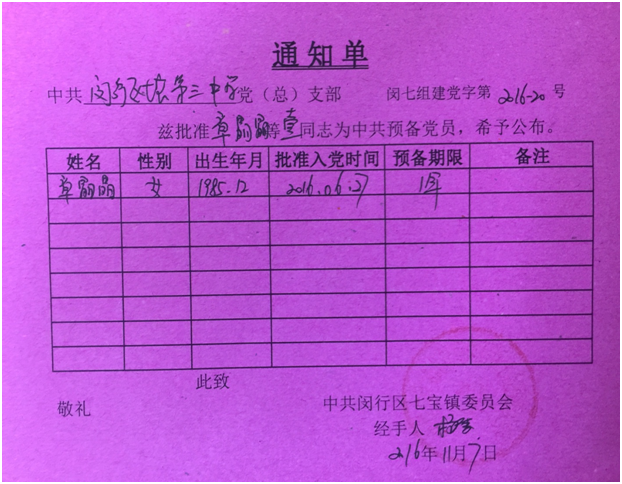 通知单
中共 闵行区七宝第三中学党（总）支部 闵七组建党字第 2016-20 号
兹批准章丽晶等壹同志为中共预备党员，希予公布。
姓名 性别 出生年月 批准入党时间 预备期限 备注
章丽晶 女 1985.12 2016.06.27 1年
此致
敬礼 中共闵行区七宝镇委员会
经手人
2016年11月7日